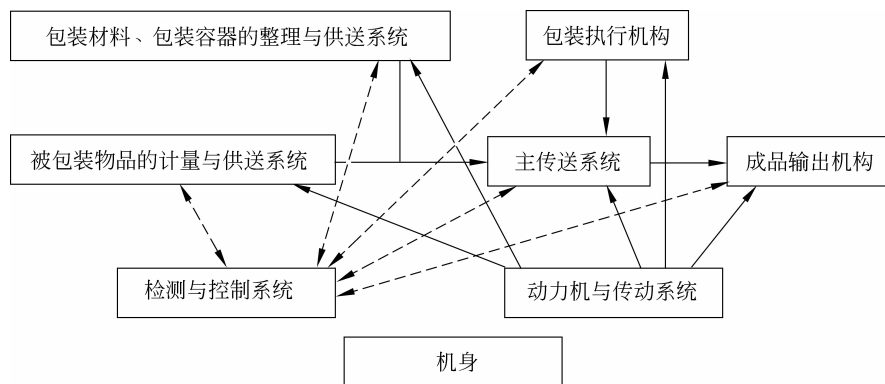 包装材料、包装容器的整理与供送系统
包装执行机构
被包装物品的计量与供送系统
主传送系统
成品输出机构
检测与控制系统
动力机与传动系统
机身